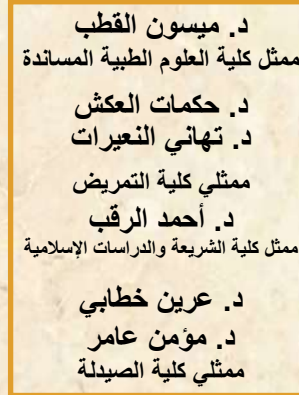 د. ميسون القطب
ممثل كلية العلوم الطبية المساندة
د. حكمات العكش
د. تهاني النعيرات
ممثلي كلية التمريض
د. أحمد الرقب
ممثل كلية الشريعة والدراسات الإسلامية
د. عرين خطابي
د. مؤمن عامر
ممثلي كلية الصيدلة